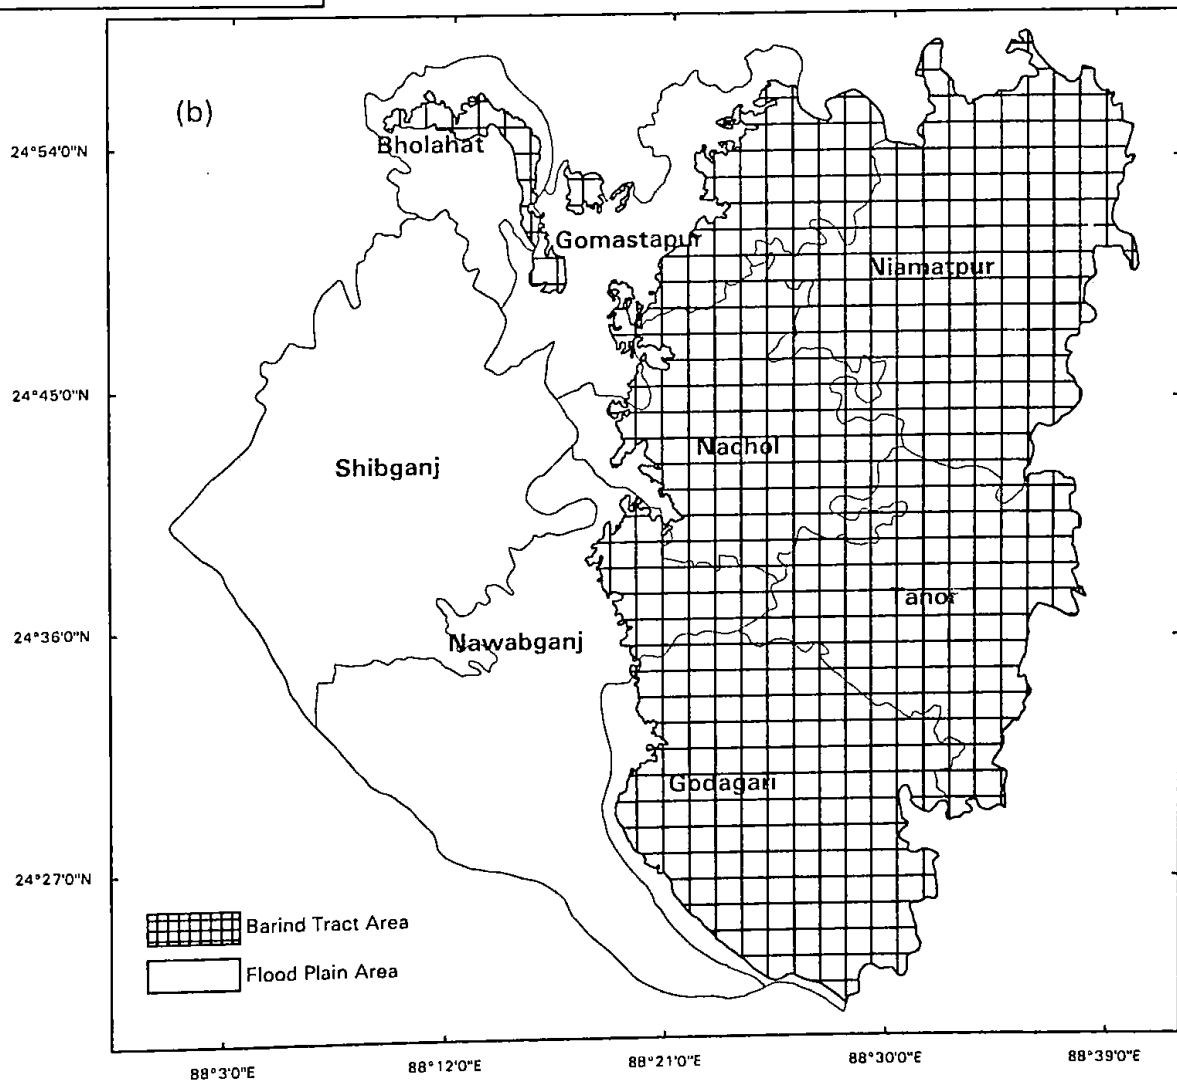 (b)
24°54'0"N
Bholahat
Gomastapur
Niamatpur
24°45'0"N
Nachol
Shibganj
anor
24°36'0"N
Nawabganj
Godagari
24°27'0"N
Barind Tract Area
Flood Plain Area
88°3'0"E
88°12'0"E
88°21'0"E
88°30'0"E
88°39'0"E